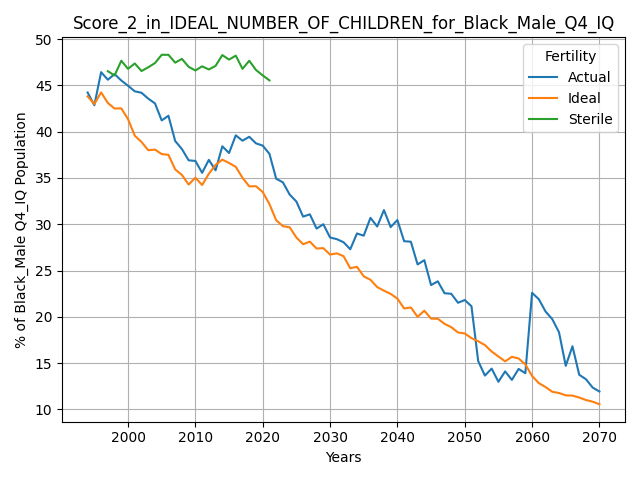 Score_2_in_IDEAL_NUMBER_OF_CHILDREN_for_Black_Male_Q4_IQ
Fertility
Actual
Ideal
Sterile
% of Black_Male Q4_IQ Population
50
45
40
35
30
25
20
15
10
2000
2010
2020
2030
2040
2050
2060
2070
Years